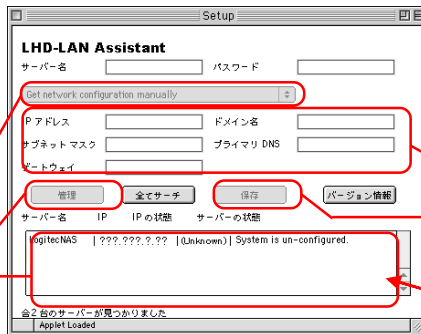 Setup
LHD-LAN Assistant
サーバー名 パスワード
Get network configuration manually
IP アドレス ドメイン名
サブネットマスク プライマリ DNS
ゲートウェイ
管理 全てサーチ 保存 バージョン情報
サーバー名 IP IPの状態 サーバーの状態
LogitecNAS | ???.???.?.?? | (Unknown) | System is un-configured.
合2 台のサーバーが見つかりました
Applet Loaded